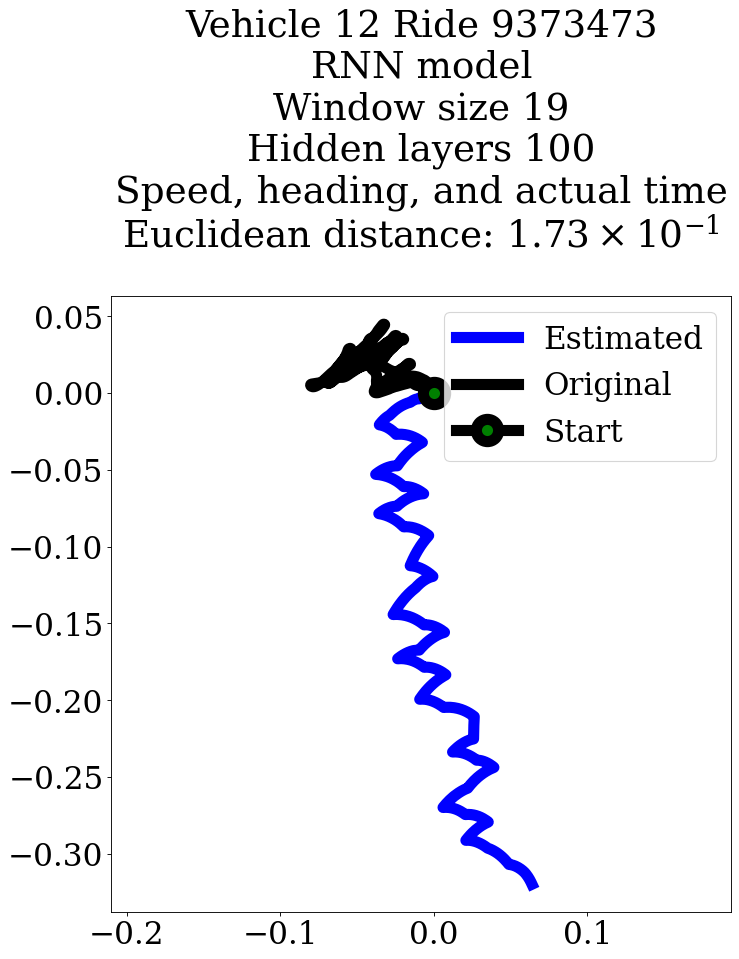 Vehicle 12 Ride 9373473
RNN model
Window size 19
Hidden layers 100
Speed, heading, and actual time
Euclidean distance: 1.73 × 10⁻¹
Estimated
Original
Start
0.05
0.00
−0.05
−0.10
−0.15
−0.20
−0.25
−0.30
−0.2 −0.1 0.0 0.1